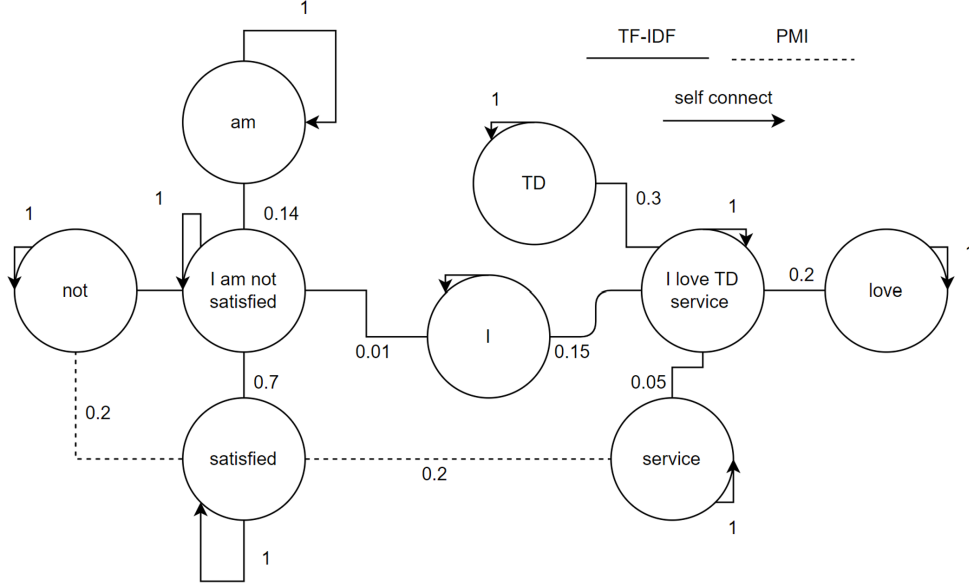 1
TF-IDF
PMI
self connect
am
1
TD
1
0.14
0.3
1
1
not
I am not
satisfied
I love TD
service
0.2
love
I
0.01
0.15
0.7
0.05
0.2
satisfied
0.2
service
1
1